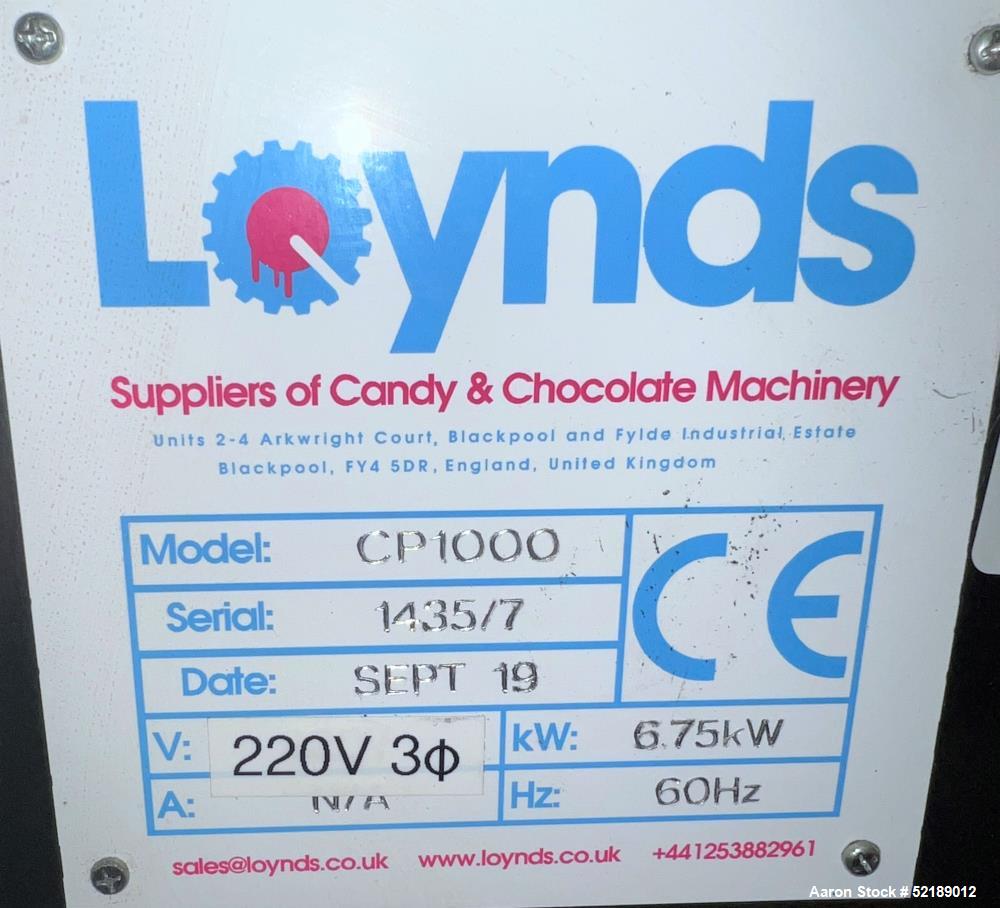 Loynds
Suppliers of Candy & Chocolate Machinery
Units 2-4 Arkwright Court, Blackpool and Fylde Industrial Estate
Blackpool, FY4 5DR, England, United Kingdom
Model: CP1000
Serial: 1435/7
Date: SEPT 19
CE
V: 220V 3ϕ kW: 6.75kW
A: N/A Hz: 60Hz
sales@loynds.co.uk www.loynds.co.uk +441253882961
Aaron Stock # 52189012